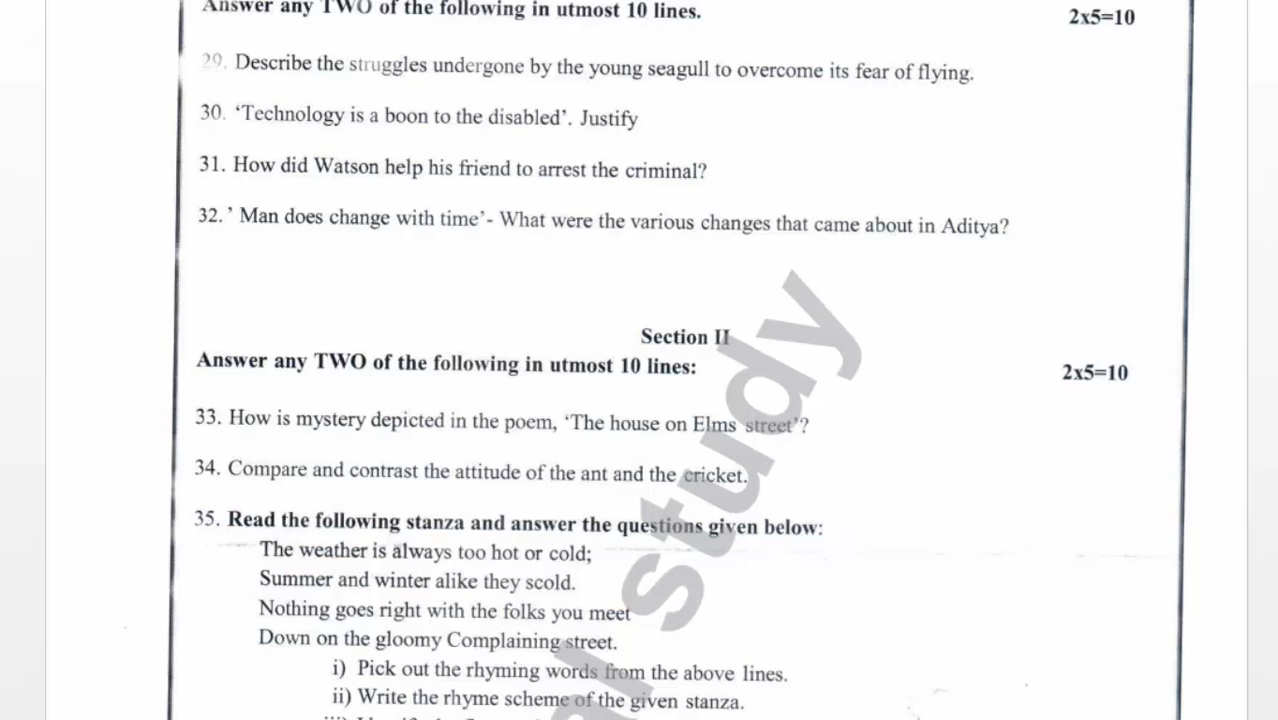 Answer any TWO of the following in utmost 10 lines. 2x5=10
29. Describe the struggles undergone by the young seagull to overcome its fear of flying.
30. ‘Technology is a boon to the disabled’. Justify
31. How did Watson help his friend to arrest the criminal?
32. ’ Man does change with time’- What were the various changes that came about in Aditya?
Section II
Answer any TWO of the following in utmost 10 lines: 2x5=10
33. How is mystery depicted in the poem, ‘The house on Elms street’?
34. Compare and contrast the attitude of the ant and the cricket.
35. Read the following stanza and answer the questions given below:
The weather is always too hot or cold;
Summer and winter alike they scold.
Nothing goes right with the folks you meet
Down on the gloomy Complaining street.
i) Pick out the rhyming words from the above lines.
ii) Write the rhyme scheme of the given stanza.
study